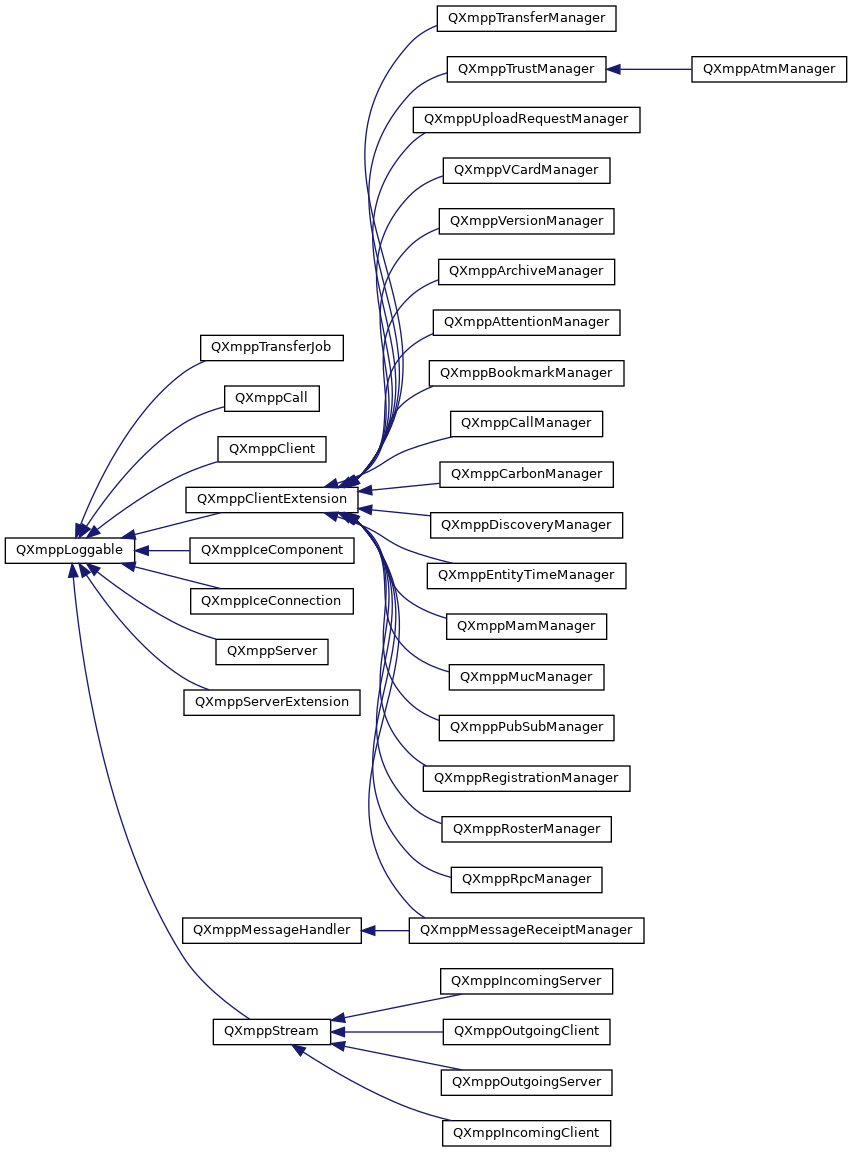 QXmppTransferManager
QXmppTrustManager
QXmppAtmManager
QXmppUploadRequestManager
QXmppVCardManager
QXmppVersionManager
QXmppArchiveManager
QXmppAttentionManager
QXmppTransferJob
QXmppBookmarkManager
QXmppCall
QXmppCallManager
QXmppClient
QXmppCarbonManager
QXmppClientExtension
QXmppDiscoveryManager
QXmppLoggable
QXmppIceComponent
QXmppEntityTimeManager
QXmppIceConnection
QXmppMamManager
QXmppServer
QXmppMucManager
QXmppServerExtension
QXmppPubSubManager
QXmppRegistrationManager
QXmppRosterManager
QXmppRpcManager
QXmppMessageHandler
QXmppMessageReceiptManager
QXmppIncomingServer
QXmppStream
QXmppOutgoingClient
QXmppOutgoingServer
QXmppIncomingClient